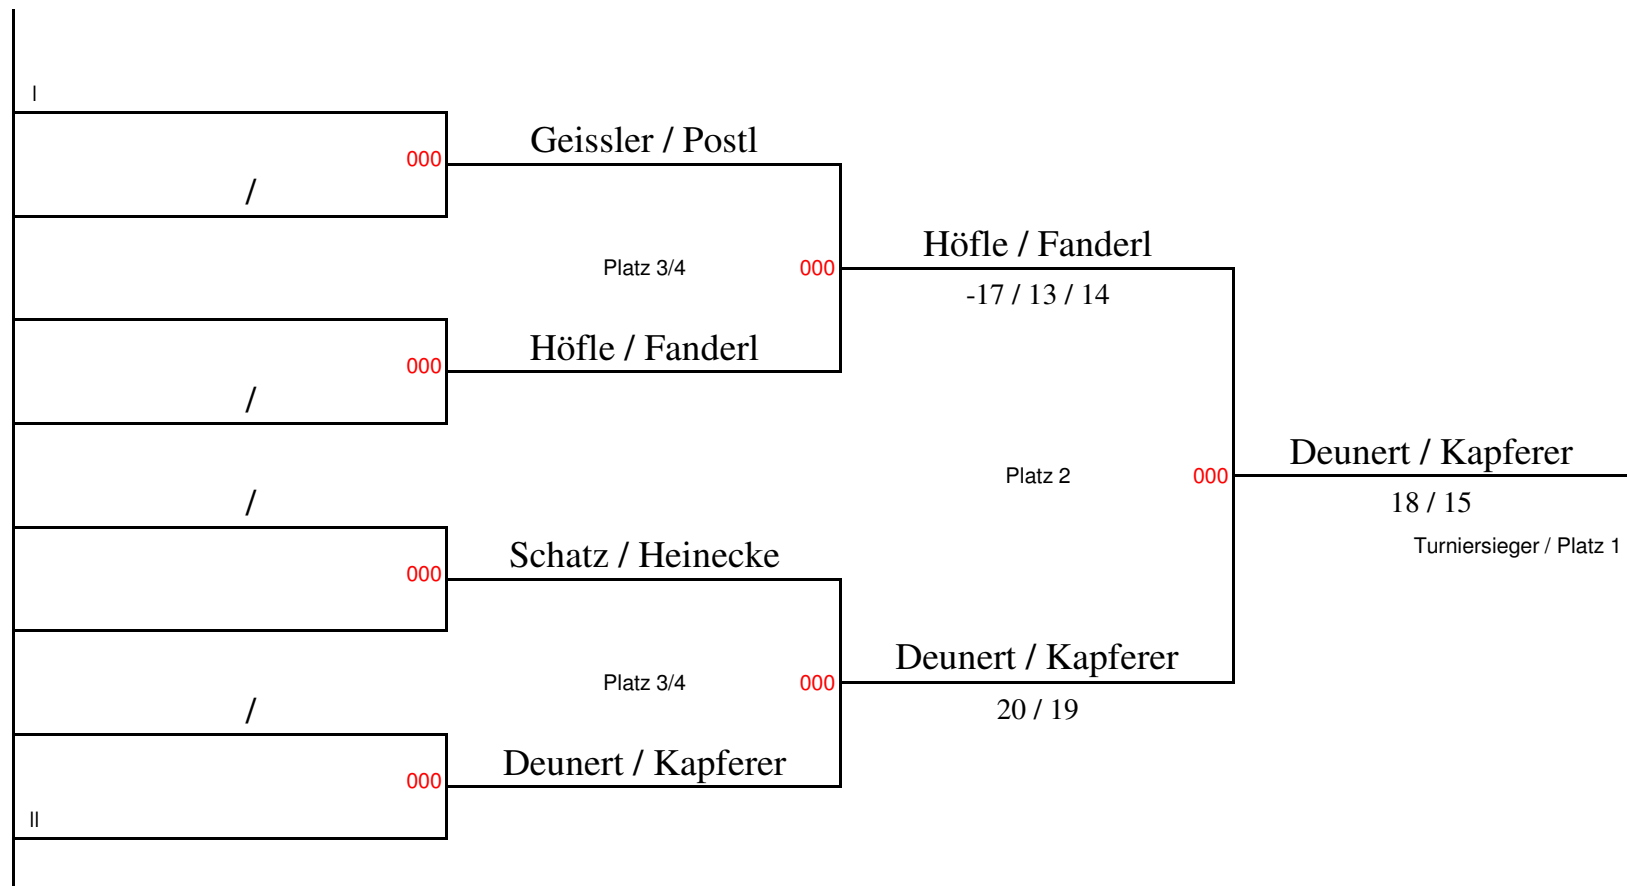 I
000
Geissler / Postl
/
Höfle / Fanderl
Platz 3/4
000
-17 / 13 / 14
Höfle / Fanderl
000
/
Deunert / Kapferer
Platz 2
000
18 / 15
/
Turniersieger / Platz 1
Schatz / Heinecke
000
Deunert / Kapferer
Platz 3/4
000
20 / 19
/
Deunert / Kapferer
000
II